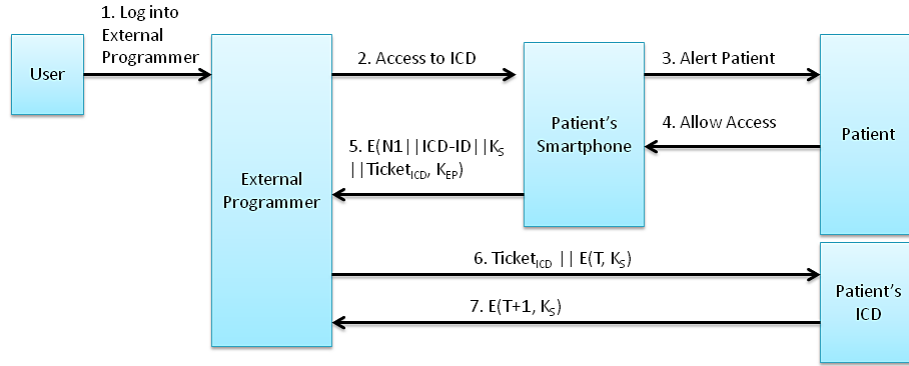 1. Log into
External
Programmer
User
2. Access to ICD
3. Alert Patient
4. Allow Access
Patient's
Smartphone
Patient
5. E(N1||ICD-ID||KS
||TicketICD, KEP)
External
Programmer
6. TicketICD || E(T, KS)
7. E(T+1, KS)
Patient's
ICD